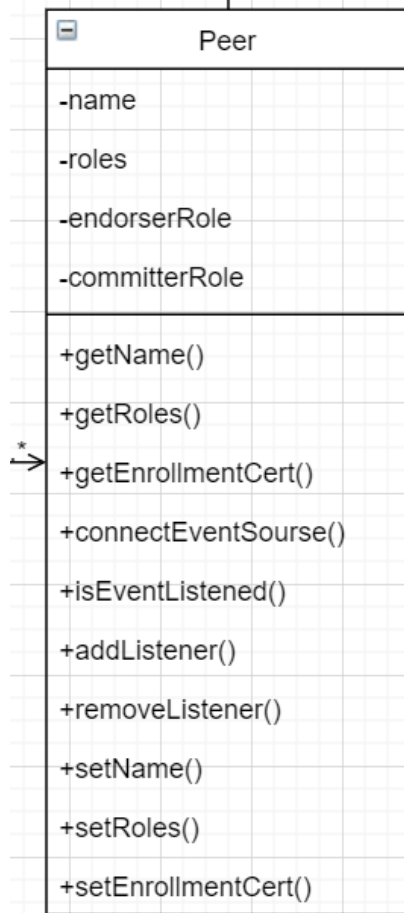 Peer
-name
-roles
-endorserRole
-committerRole
+getName()
+getRoles()
*
+getEnrollmentCert()
+connectEventSourse()
+isEventListened()
+addListener()
+removeListener()
+setName()
+setRoles()
+setEnrollmentCert()